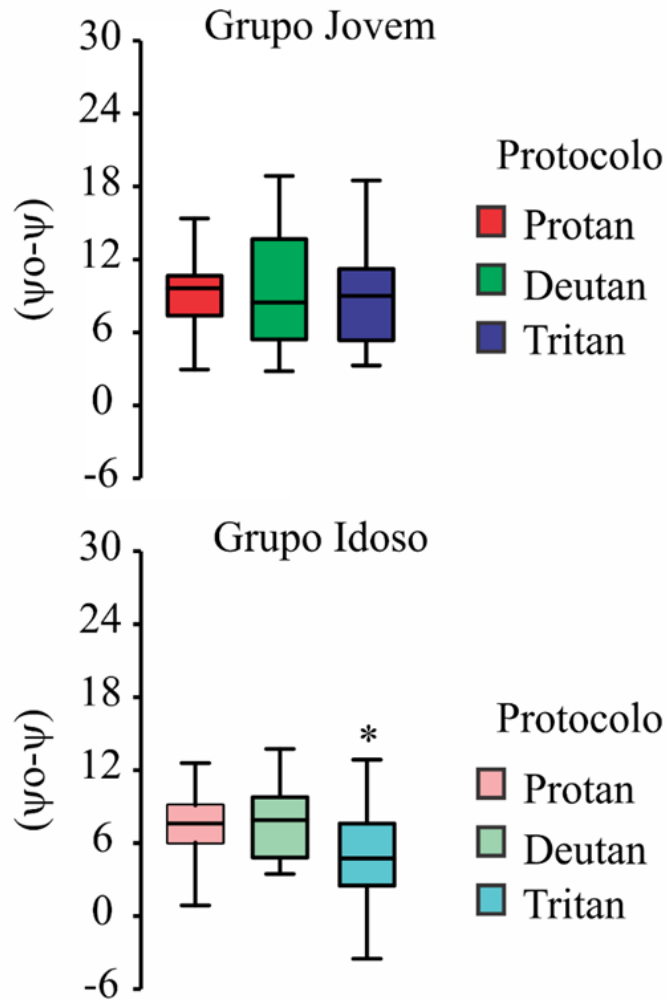 Grupo Jovem
30
24
18
12
6
0
-6
(ψo-ψ)
Protocolo
Protan
Deutan
Tritan
Grupo Idoso
30
24
18
12
6
0
-6
(ψo-ψ)
*
Protocolo
Protan
Deutan
Tritan